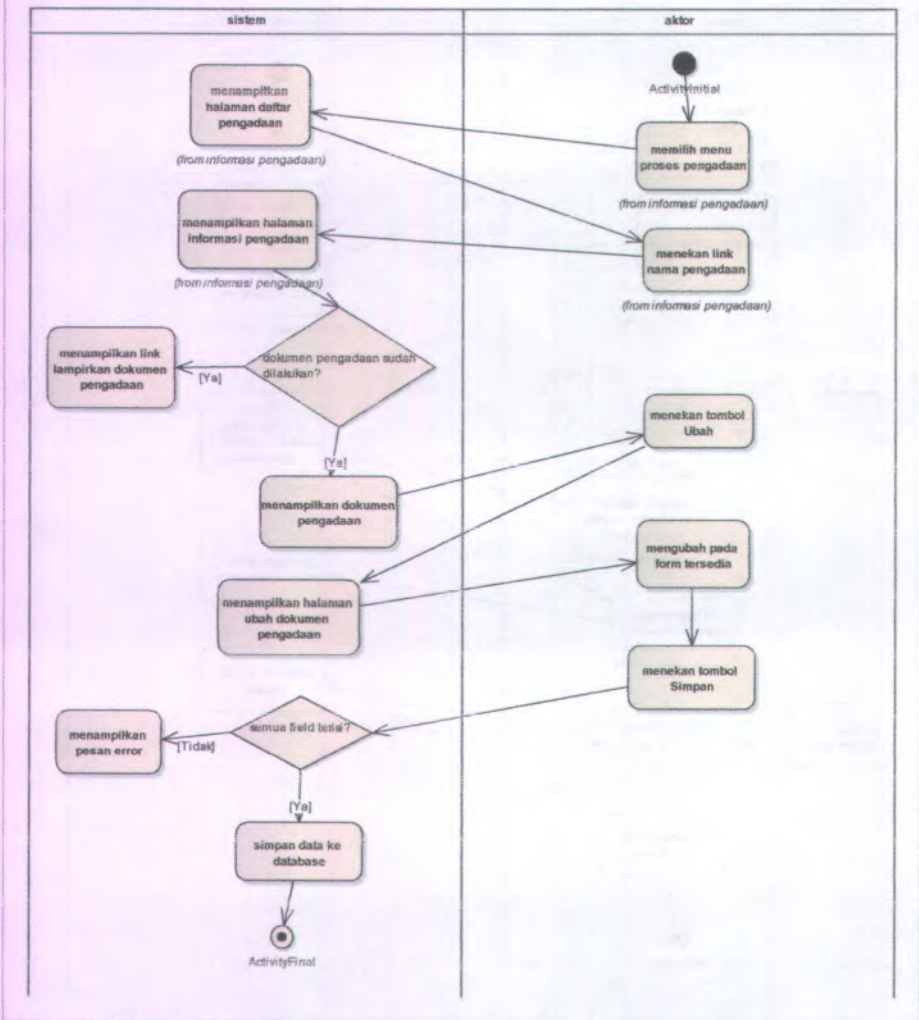 sistem
aktor
ActivityInitial
menampilkan
halaman daftar
pengadaan
(from informasi pengadaan)
memilih menu
proses pengadaan
(from informasi pengadaan)
menampilkan halaman
informasi pengadaan
(from informasi pengadaan)
menekan link
nama pengadaan
(from informasi pengadaan)
dokumen pengadaan sudah
dilakukan?
[Ya]
menampilkan link
lampirkan dokumen
pengadaan
[Ya]
menampilkan dokumen
pengadaan
menekan tombol
Ubah
menampilkan halaman
ubah dokumen
pengadaan
mengubah pada
form tersedia
menekan tombol
Simpan
semua field terisi?
[Tidak]
menampilkan
pesan error
[Ya]
simpan data ke
database
ActivityFinal